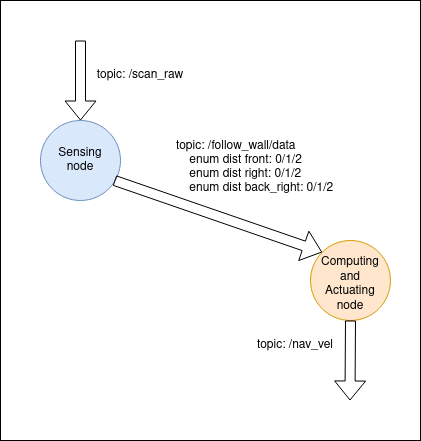 topic: /scan_raw
Sensing
node
topic: /follow_wall/data
enum dist front: 0/1/2
enum dist right: 0/1/2
enum dist back_right: 0/1/2
Computing
and
Actuating
node
topic: /nav_vel